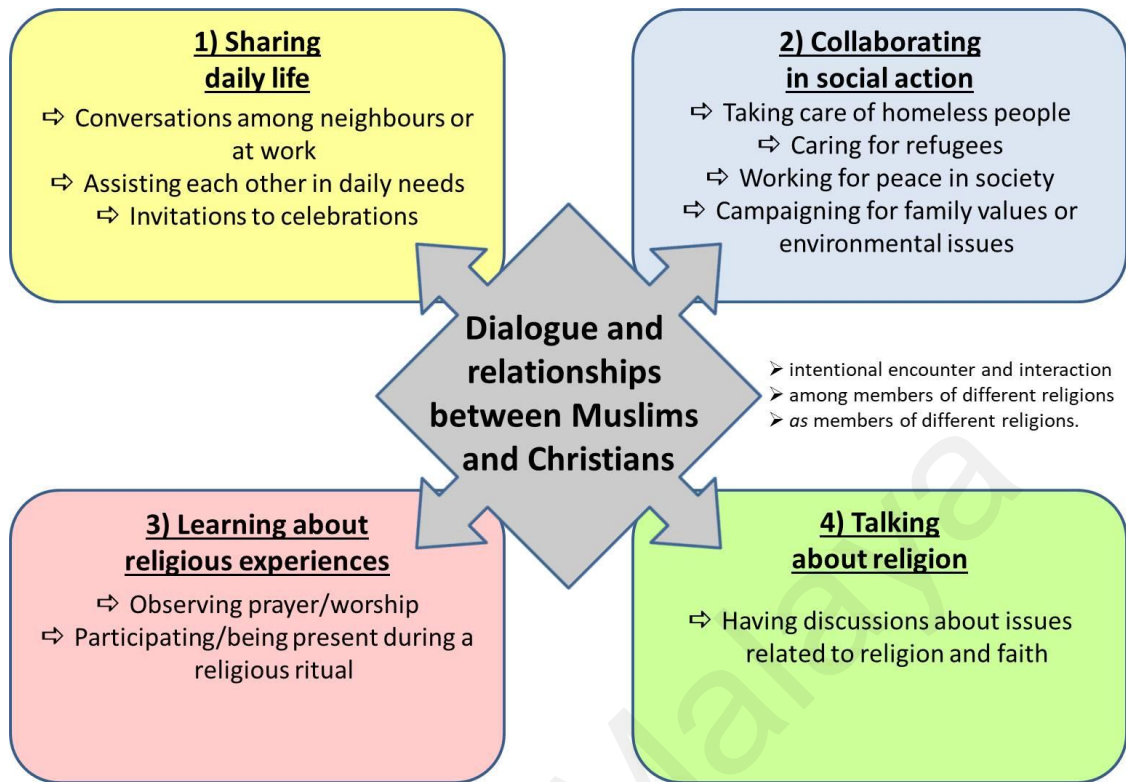 1) Sharing
daily life
⇨ Conversations among neighbours or
at work
⇨ Assisting each other in daily needs
⇨ Invitations to celebrations
2) Collaborating
in social action
⇨ Taking care of homeless people
⇨ Caring for refugees
⇨ Working for peace in society
⇨ Campaigning for family values or
environmental issues
Dialogue and
relationships
between Muslims
and Christians
➢ intentional encounter and interaction
➢ among members of different religions
➢ as members of different religions.
3) Learning about
religious experiences
⇨ Observing prayer/worship
⇨ Participating/being present during a
religious ritual
4) Talking
about religion
⇨ Having discussions about issues
related to religion and faith
Malaya